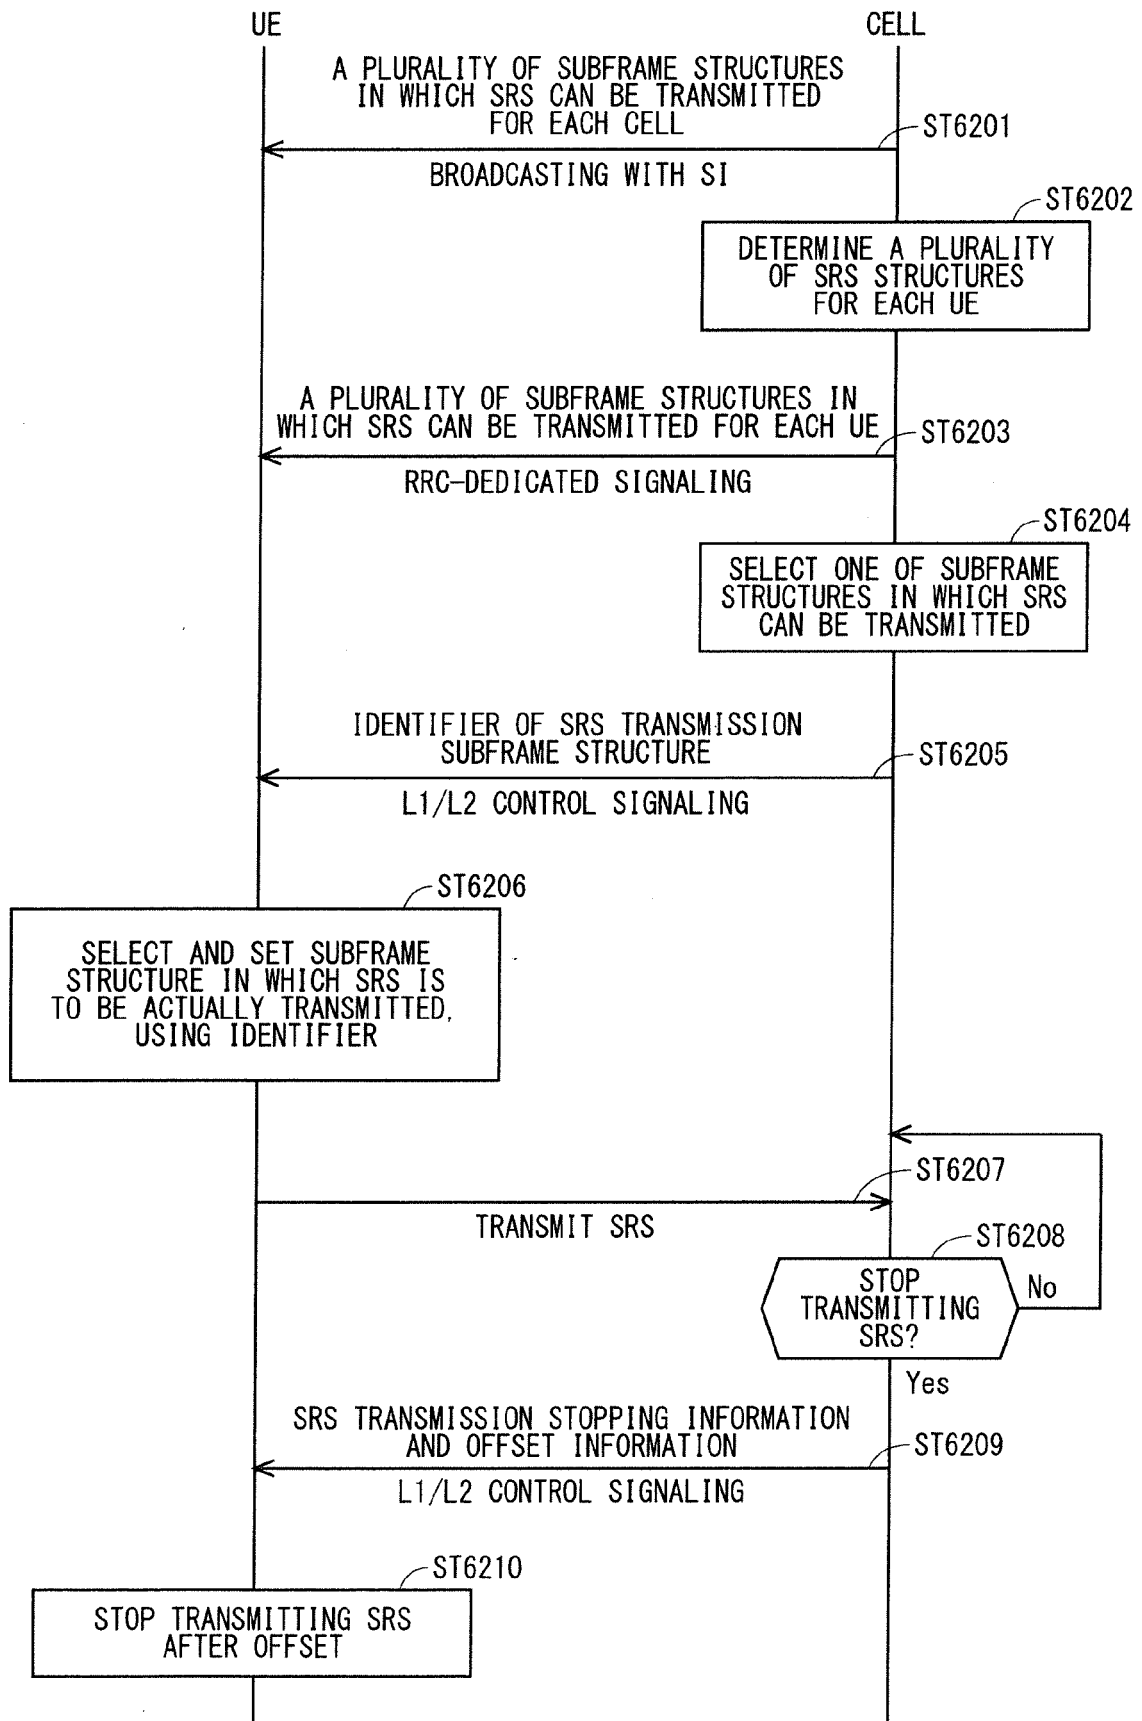 UE
CELL
A PLURALITY OF SUBFRAME STRUCTURES
IN WHICH SRS CAN BE TRANSMITTED
FOR EACH CELL
ST6201
BROADCASTING WITH SI
ST6202
DETERMINE A PLURALITY
OF SRS STRUCTURES
FOR EACH UE
A PLURALITY OF SUBFRAME STRUCTURES IN
WHICH SRS CAN BE TRANSMITTED FOR EACH UE
ST6203
RRC-DEDICATED SIGNALING
ST6204
SELECT ONE OF SUBFRAME
STRUCTURES IN WHICH SRS
CAN BE TRANSMITTED
IDENTIFIER OF SRS TRANSMISSION
SUBFRAME STRUCTURE
ST6205
L1/L2 CONTROL SIGNALING
ST6206
SELECT AND SET SUBFRAME
STRUCTURE IN WHICH SRS IS
TO BE ACTUALLY TRANSMITTED,
USING IDENTIFIER
ST6207
TRANSMIT SRS
ST6208
STOP
TRANSMITTING
SRS?
No
Yes
SRS TRANSMISSION STOPPING INFORMATION
AND OFFSET INFORMATION
ST6209
L1/L2 CONTROL SIGNALING
ST6210
STOP TRANSMITTING SRS
AFTER OFFSET